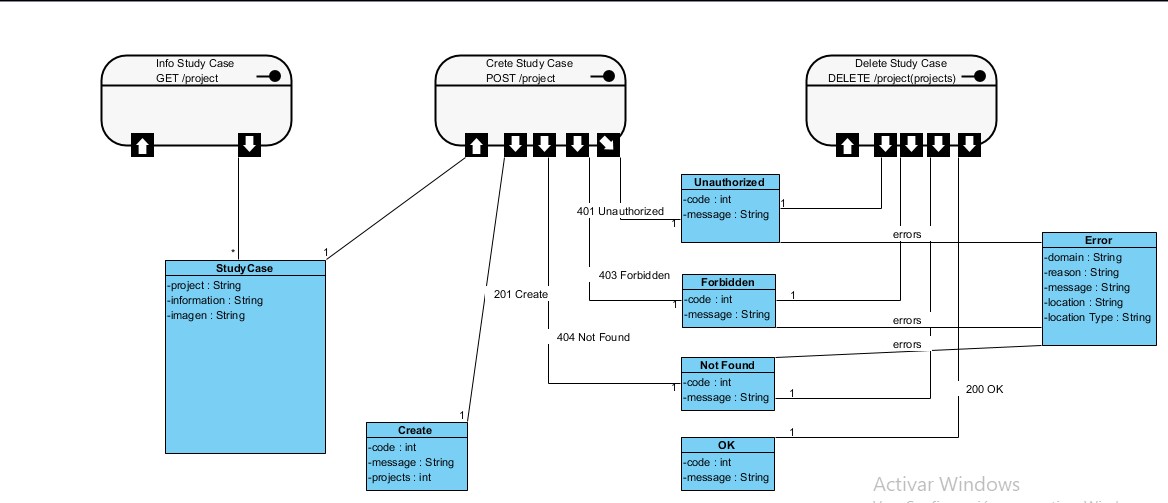 Info Study Case
GET /project
Crete Study Case
POST /project
Delete Study Case
DELETE /project(projects)
Unauthorized
-code : int
-message : String
401 Unauthorized
1
1
errors
Error
-domain : String
-reason : String
-message : String
-location : String
-location Type : String
*
1
StudyCase
-project : String
-information : String
-imagen : String
403 Forbidden
Forbidden
-code : int
-message : String
1
1
errors
201 Create
404 Not Found
errors
Not Found
-code : int
-message : String
1
1
200 OK
1
Create
-code : int
-message : String
-projects : int
1
OK
-code : int
-message : String
Activar Windows